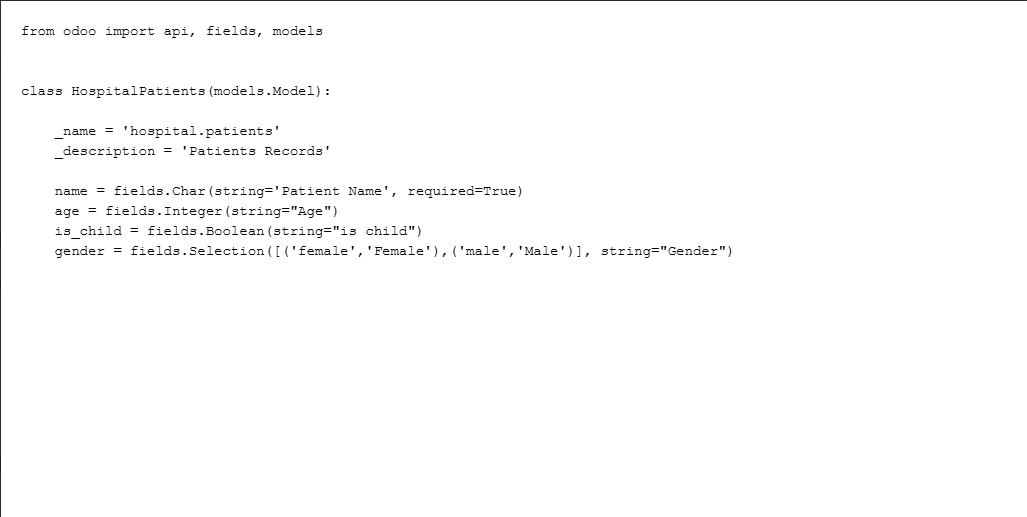 from odoo import api, fields, models
class HospitalPatients(models.Model):
_name = 'hospital.patients'
_description = 'Patients Records'
name = fields.Char(string='Patient Name', required=True)
age = fields.Integer(string="Age")
is_child = fields.Boolean(string="is child")
gender = fields.Selection([('female','Female'),('male','Male')], string="Gender")